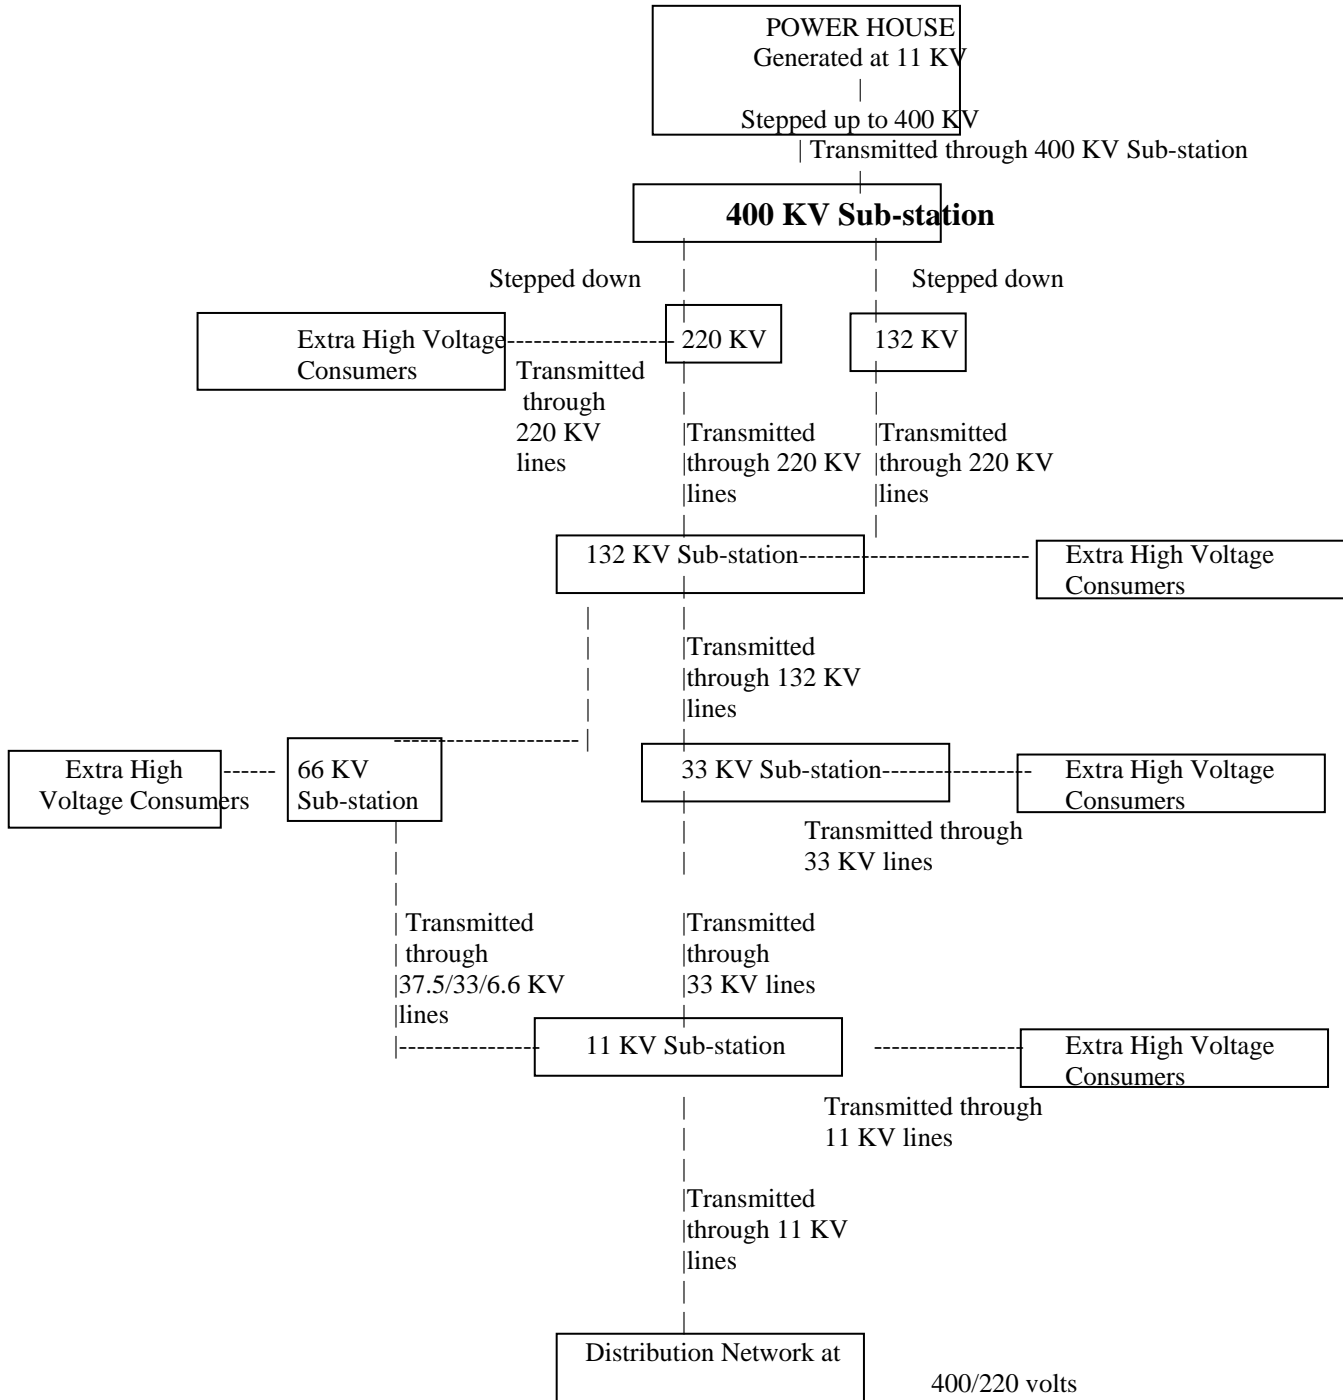 POWER HOUSE
Generated at 11 KV
Stepped up to 400 KV
Transmitted through 400 KV Sub-station
400 KV Sub-station
Stepped down
Stepped down
Extra High Voltage
Consumers
220 KV
132 KV
Transmitted
through
220 KV
lines
Transmitted
through 220 KV
lines
Transmitted
through 220 KV
lines
132 KV Sub-station
Extra High Voltage
Consumers
Transmitted
through 132 KV
lines
Extra High
Voltage Consumers
66 KV
Sub-station
33 KV Sub-station
Extra High Voltage
Consumers
Transmitted through
33 KV lines
Transmitted
through
37.5/33/6.6 KV
lines
Transmitted
through
33 KV lines
11 KV Sub-station
Extra High Voltage
Consumers
Transmitted through
11 KV lines
Transmitted
through 11 KV
lines
Distribution Network at
400/220 volts